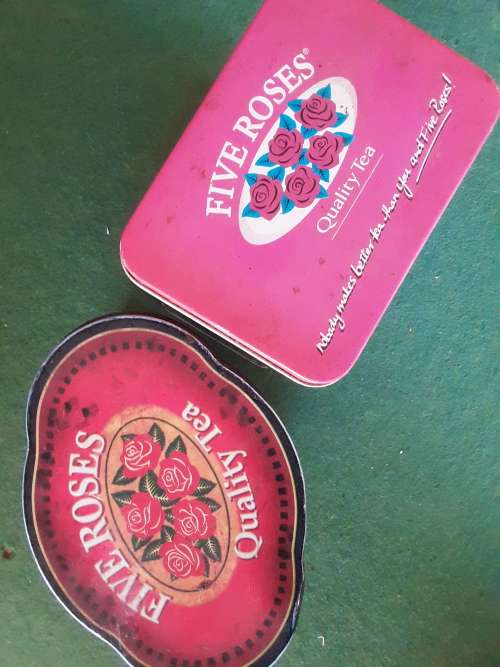 FIVE ROSES®
Quality Tea
Nobody makes better tea than you and Five Roses!
FIVE ROSES
Quality Tea